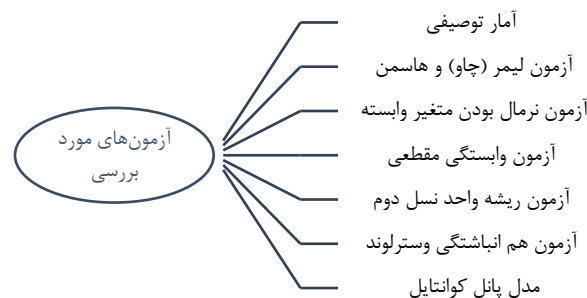 آزمون‌های مورد
بررسی
آمار توصیفی
آزمون لیمر (چاو) و هاسمن
آزمون نرمال بودن متغیر وابسته
آزمون وابستگی مقطعی
آزمون ریشه واحد نسل دوم
آزمون هم انباشتگی وسترلوند
مدل پانل کوانتایل